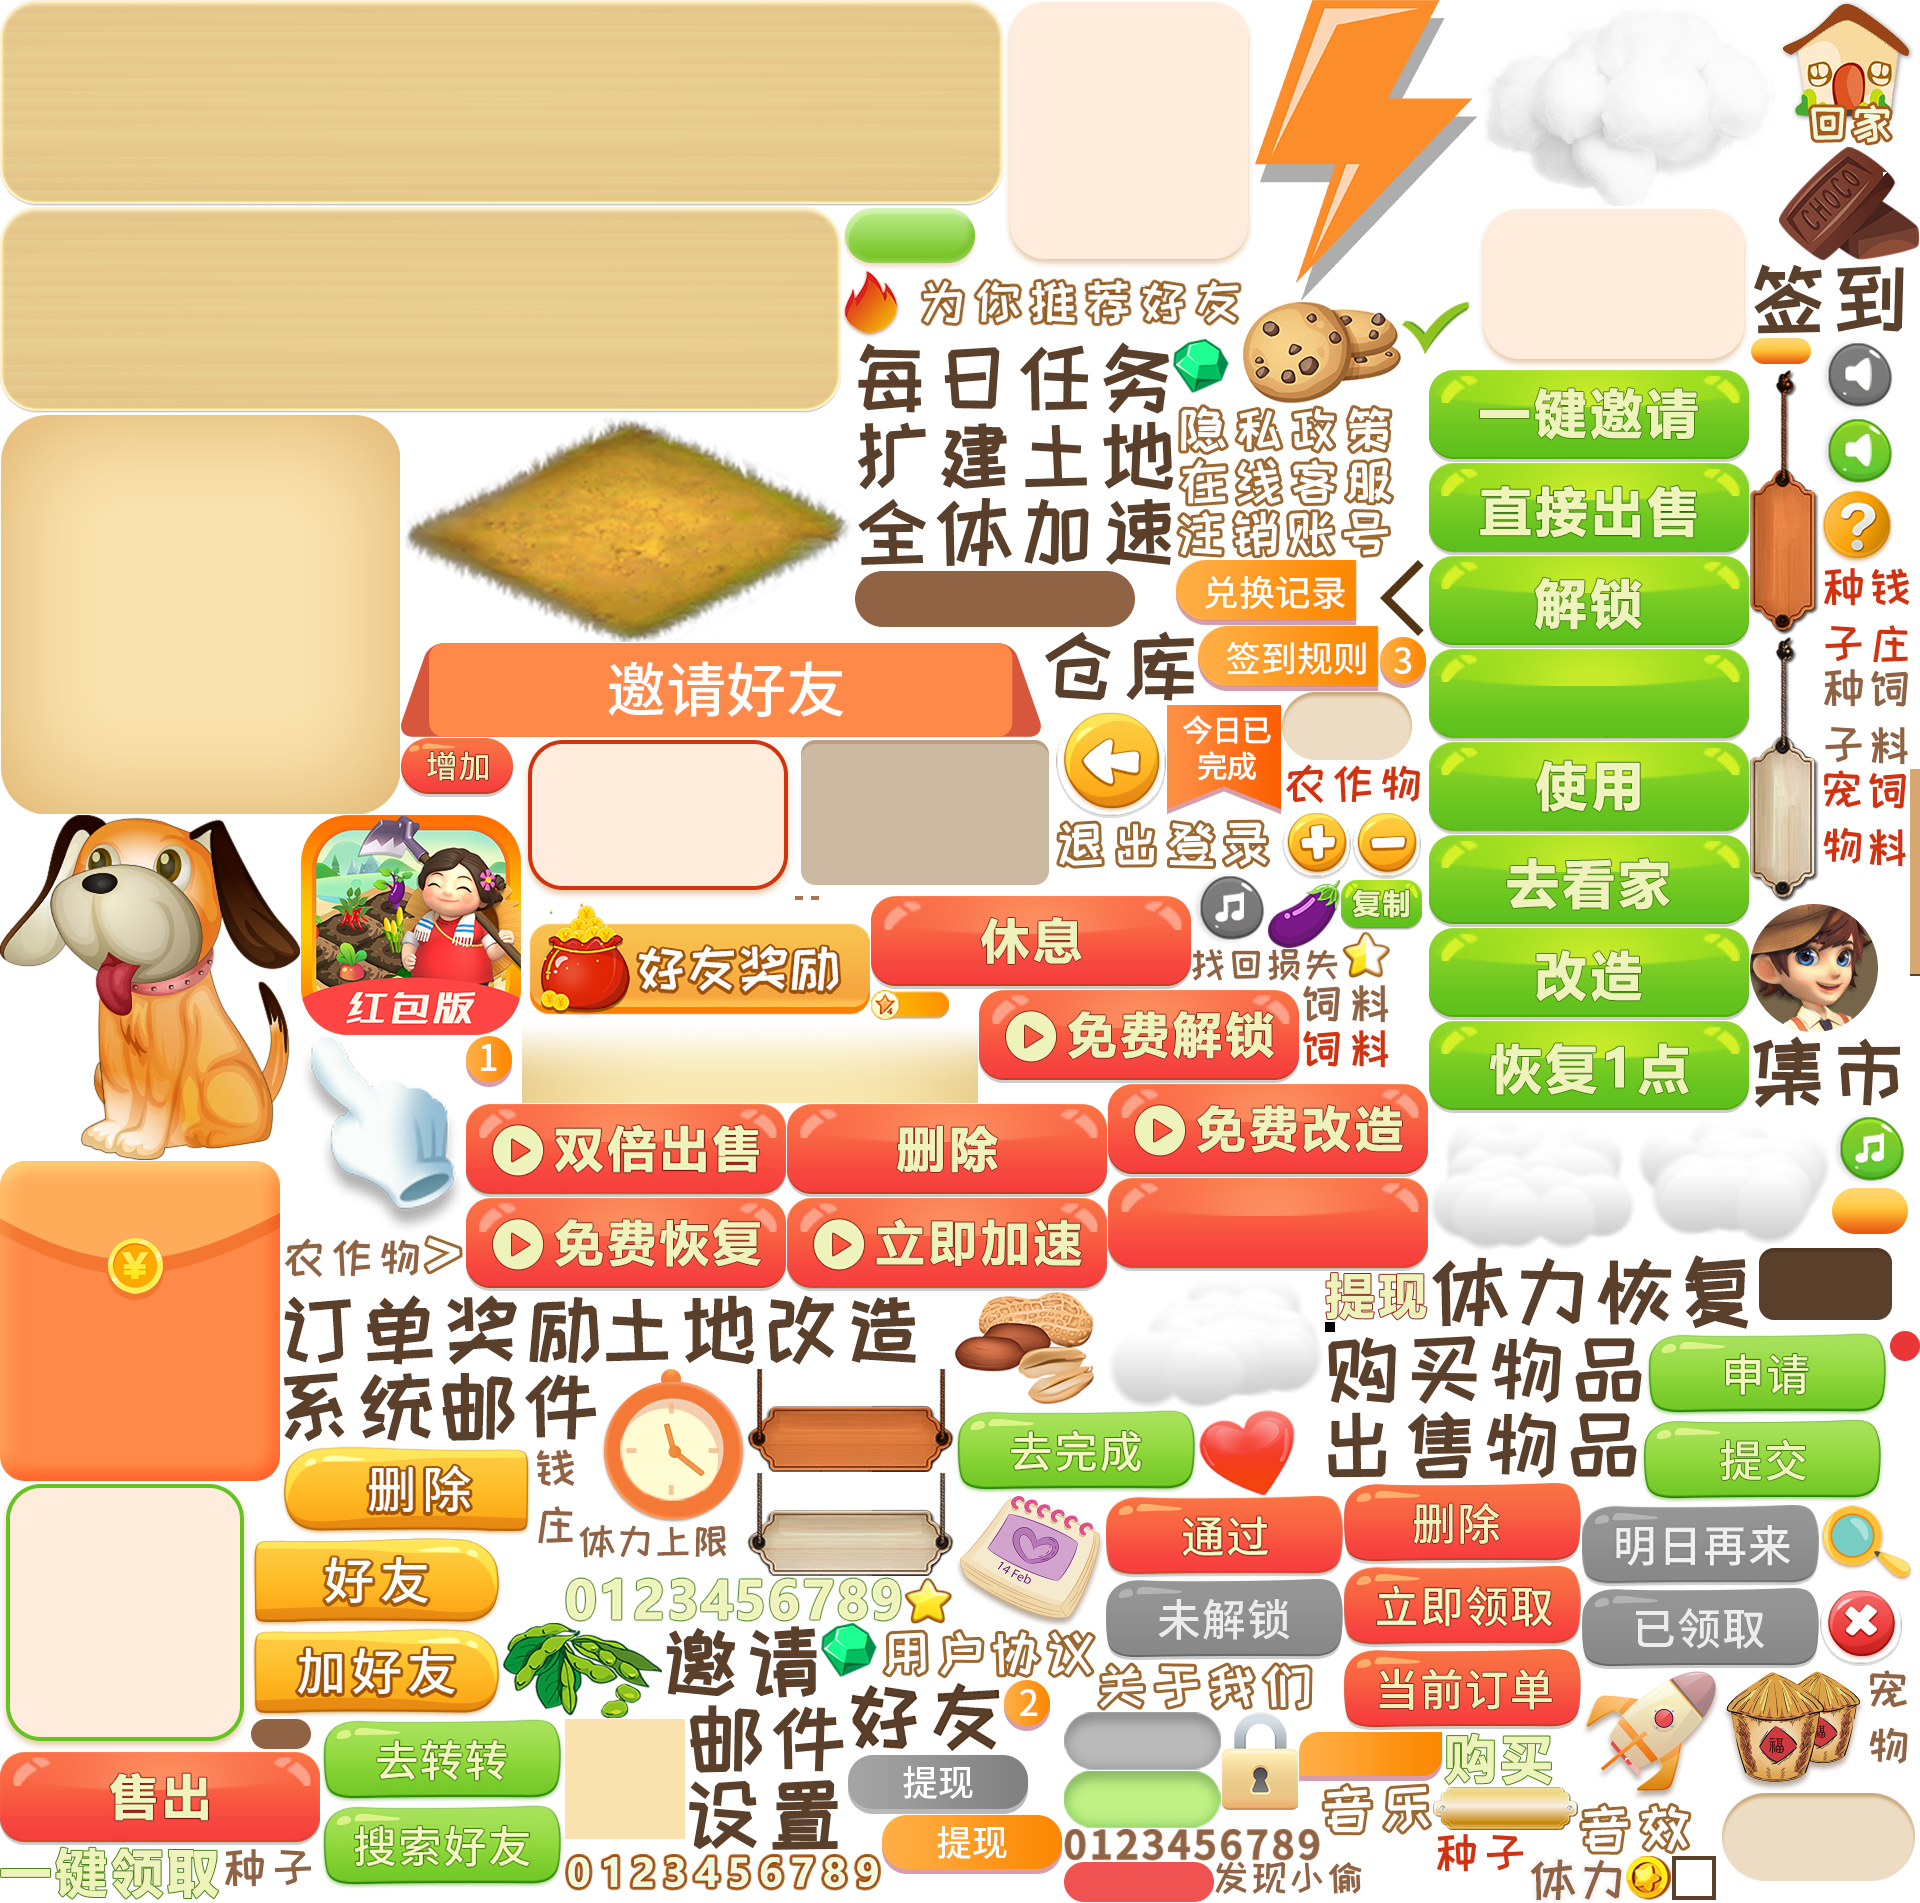 回家
CHOCO
签到
为你推荐好友
每日任务
扩建土地
全体加速
隐私政策
在线客服
注销账号
一键邀请
直接出售
解锁
使用
去看家
改造
恢复1点
兑换记录
签到规则
3
仓库
邀请好友
增加
今日已
完成
农作物
退出登录
复制
种子
钱庄
种子
饲料
宠物
饲料
红包版
好友奖励
休息
找回损失
饲料
饲料
免费解锁
1
集市
双倍出售
删除
免费改造
免费恢复
立即加速
农作物
¥
提现
体力恢复
订单奖励
土地改造
购买物品
系统邮件
出售物品
申请
提交
去完成
删除
钱庄
体力上限
14 Feb
通过
删除
明日再来
好友
0123456789
未解锁
立即领取
已领取
加好友
邀请
用户协议
关于我们
当前订单
好友
2
邮件
设置
去转转
提现
购买
福
福
宠物
售出
搜索好友
提现
音乐
音效
0123456789
种子
一键领取
种子
0123456789
发现小偷
体力